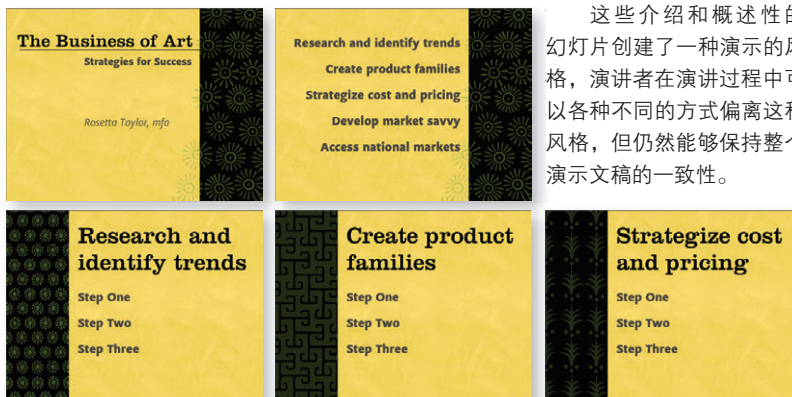 The Business of Art
Strategies for Success
Rosetta Taylor, mfa
Research and identify trends
Create product families
Strategize cost and pricing
Develop market savvy
Access national markets
这些介绍和概述性的
幻灯片创建了一种演示的风
格，演讲者在演讲过程中可
以各种不同的方式偏离这种
风格，但仍然能够保持整个
演示文稿的一致性。
Research and
identify trends
Step One
Step Two
Step Three
Create product
families
Step One
Step Two
Step Three
Strategize cost
and pricing
Step One
Step Two
Step Three